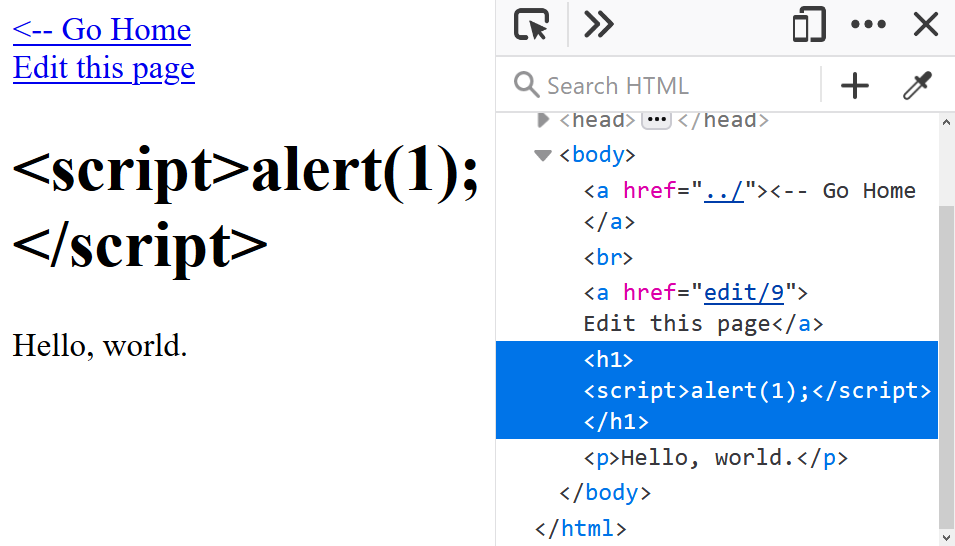 <-- Go Home
Edit this page
<script>alert(1);
</script>
Hello, world.
Search HTML
<head> ••• </head>
<body>
<a href="../"><-- Go Home
</a>
<br>
<a href="edit/9">
Edit this page</a>
<h1>
<script>alert(1);</script>
</h1>
<p>Hello, world.</p>
</body>
</html>